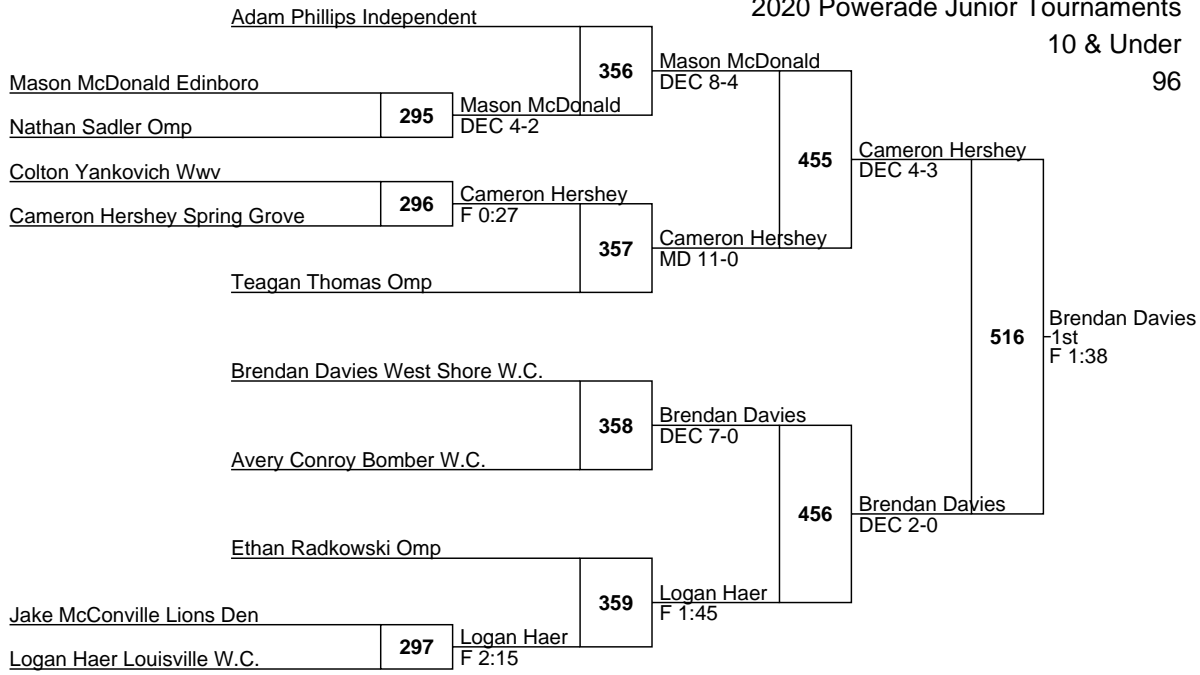 2020 Powerade Junior Tournaments
10 & Under
96
Adam Phillips Independent
356
Mason McDonald
DEC 8-4
Mason McDonald Edinboro
295
Mason McDonald
DEC 4-2
Nathan Sadler Omp
455
Cameron Hershey
DEC 4-3
Colton Yankovich Wwv
296
Cameron Hershey
F 0:27
Cameron Hershey Spring Grove
357
Cameron Hershey
MD 11-0
Teagan Thomas Omp
516
Brendan Davies
1st
F 1:38
Brendan Davies West Shore W.C.
358
Brendan Davies
DEC 7-0
Avery Conroy Bomber W.C.
456
Brendan Davies
DEC 2-0
Ethan Radkowski Omp
359
Logan Haer
F 1:45
Jake McConville Lions Den
297
Logan Haer
F 2:15
Logan Haer Louisville W.C.